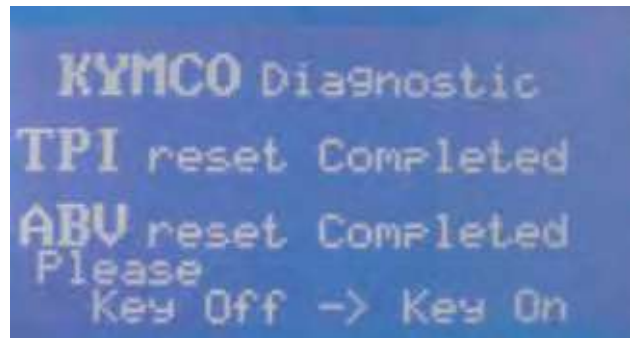 KYMCO Diagnostic
TPI reset Completed
ABV reset Completed
Please
Key Off -> Key On